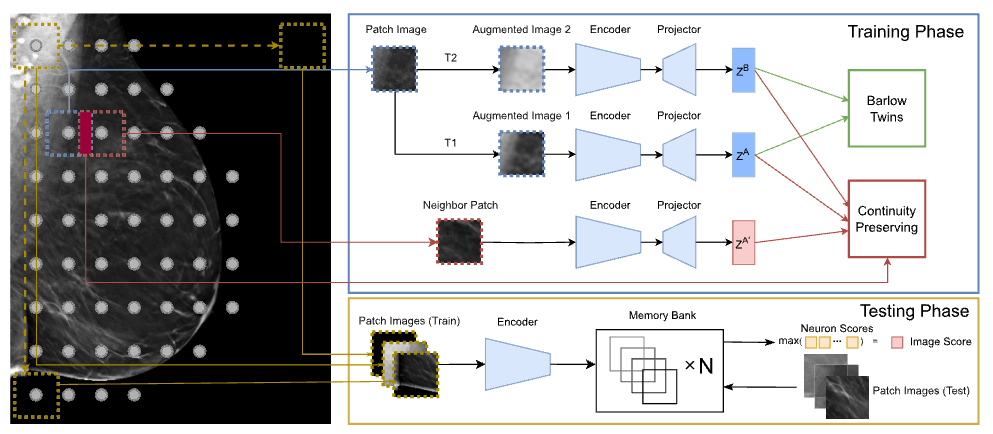 Training Phase
Patch Image
Augmented Image 2
Encoder
Projector
T2
Z^B
Barlow
Twins
Augmented Image 1
Encoder
Projector
T1
Z^A
Neighbor Patch
Encoder
Projector
Z^A'
Continuity
Preserving
Testing Phase
Patch Images (Train)
Encoder
Memory Bank
× N
Neuron Scores
max( ... ) = Image Score
Patch Images (Test)